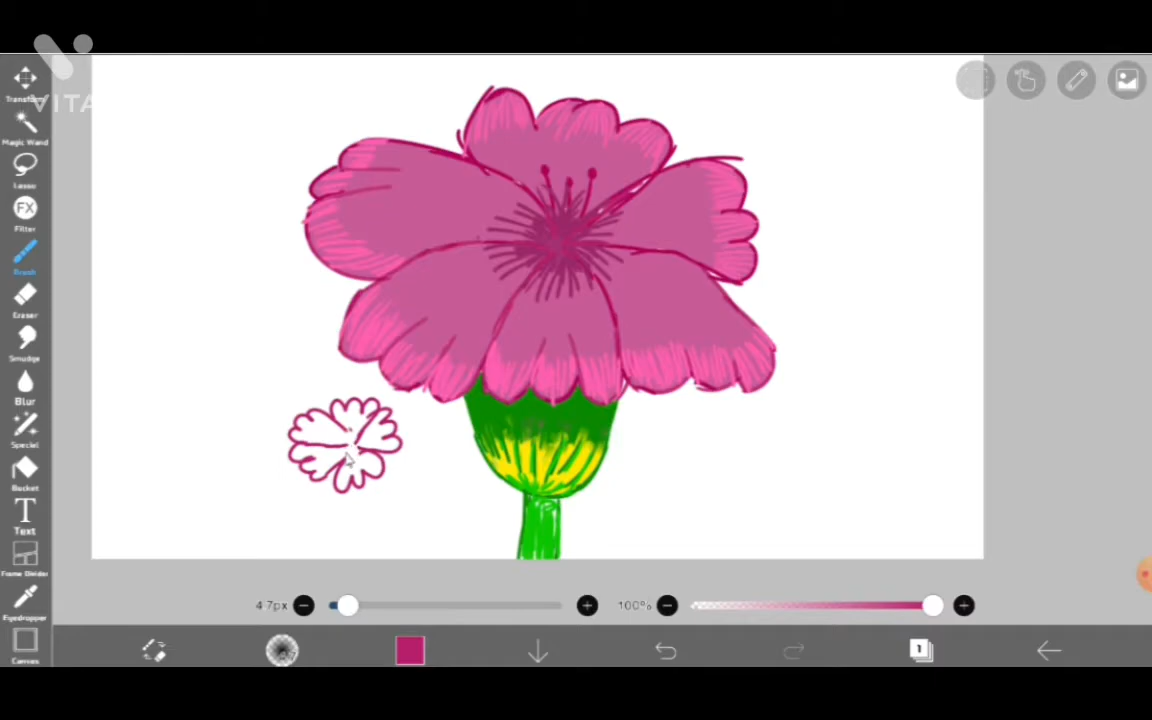 VITA
Transform
Magic Wand
Lasso
FX
Filter
Brush
Eraser
Smudge
Blur
Special
Bucket
T
Text
Frame Divider
Eyedropper
Canvas
4.7px
100%
1